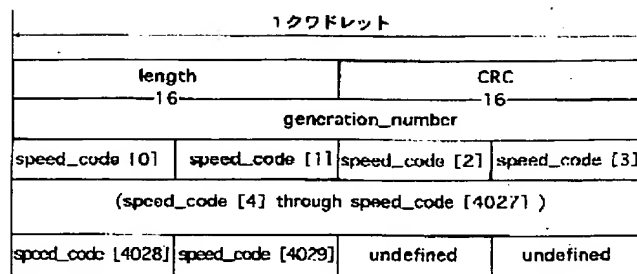 1クワドレット
length CRC
16 16
generation_number
speed_code [0] speed_code [1] speed_code [2] speed_code [3]
(speed_code [4] through speed_code [4027] )
speed_code [4028] speed_code [4029] undefined undefined